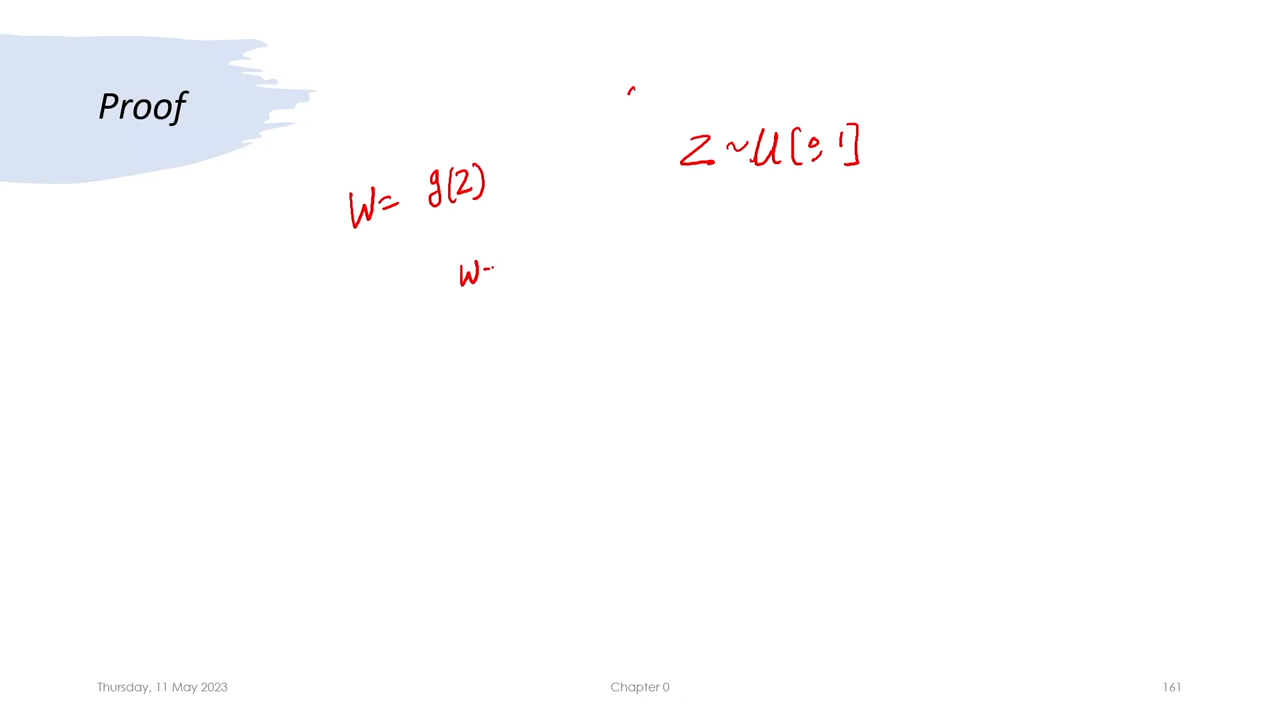 Proof
Z ~ U[0, 1]
W = g(Z)
W -
Thursday, 11 May 2023
Chapter 0
161